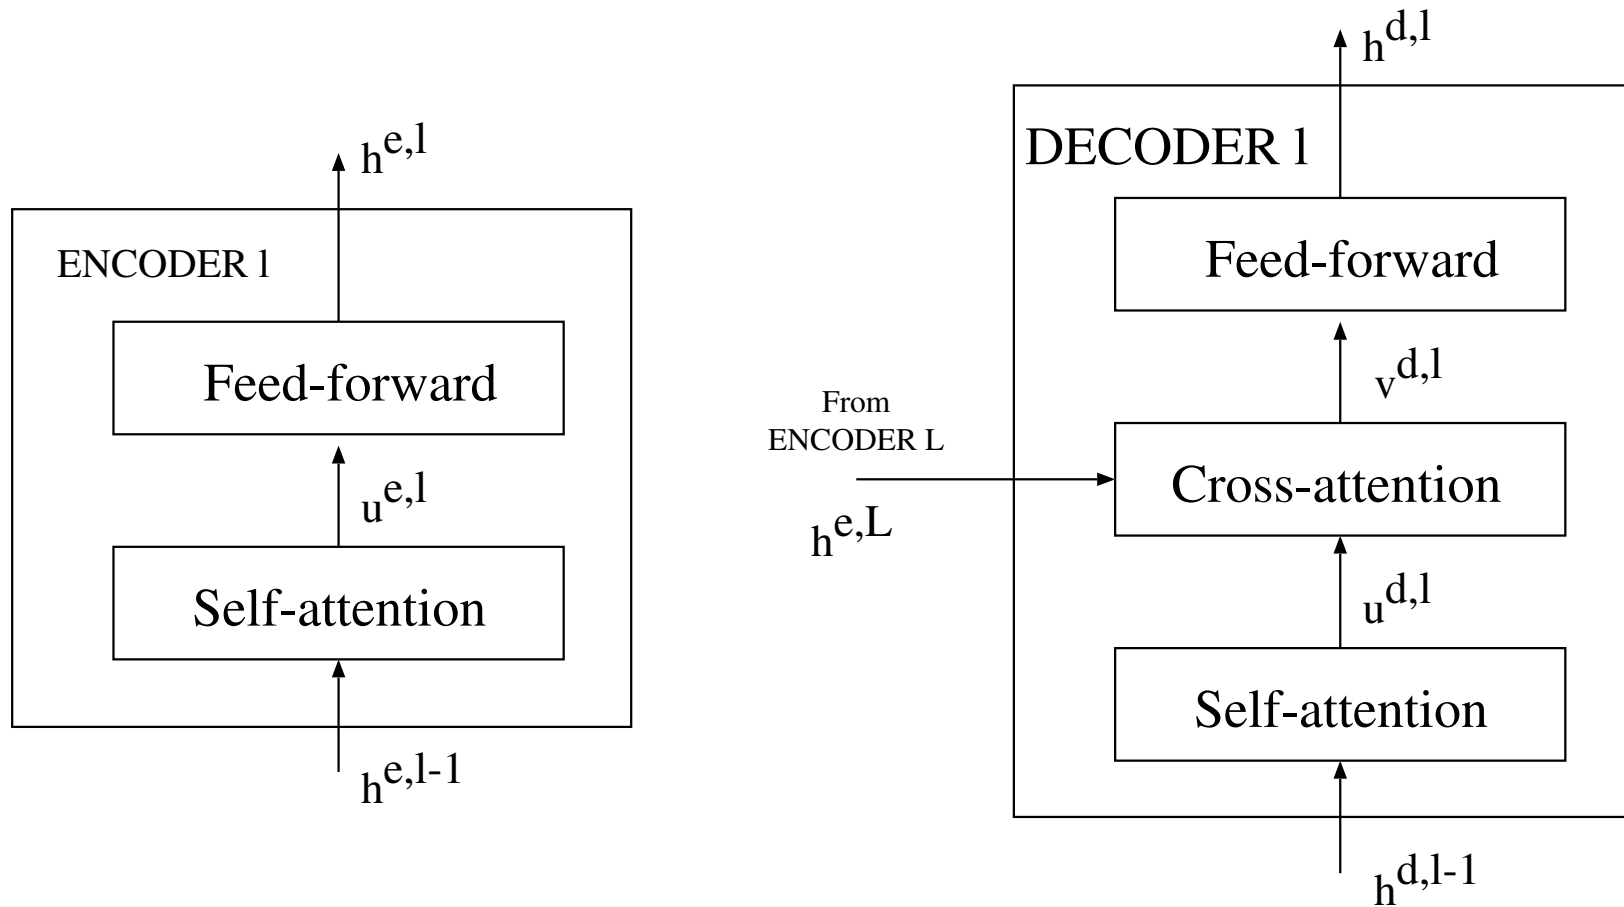 h^e,l
ENCODER l
Feed-forward
u^e,l
Self-attention
h^e,l-1
h^d,l
DECODER l
Feed-forward
v^d,l
From
ENCODER L
Cross-attention
h^e,L
u^d,l
Self-attention
h^d,l-1